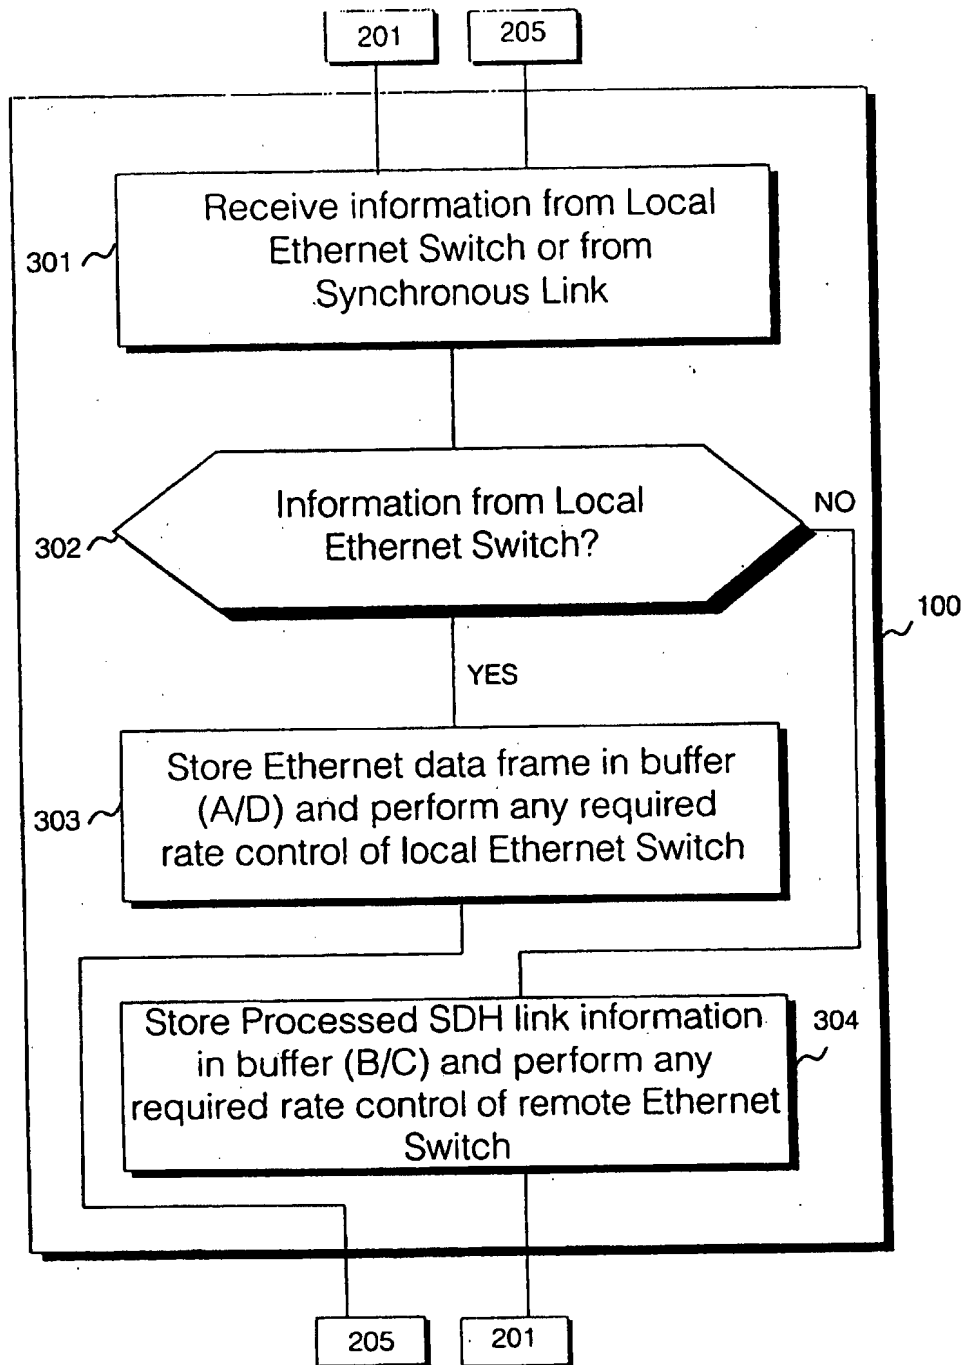 201
205
Receive information from Local
Ethernet Switch or from
Synchronous Link
301
Information from Local
Ethernet Switch?
302
NO
100
YES
Store Ethernet data frame in buffer
(A/D) and perform any required
rate control of local Ethernet Switch
303
Store Processed SDH link information
in buffer (B/C) and perform any
required rate control of remote Ethernet
Switch
304
205
201